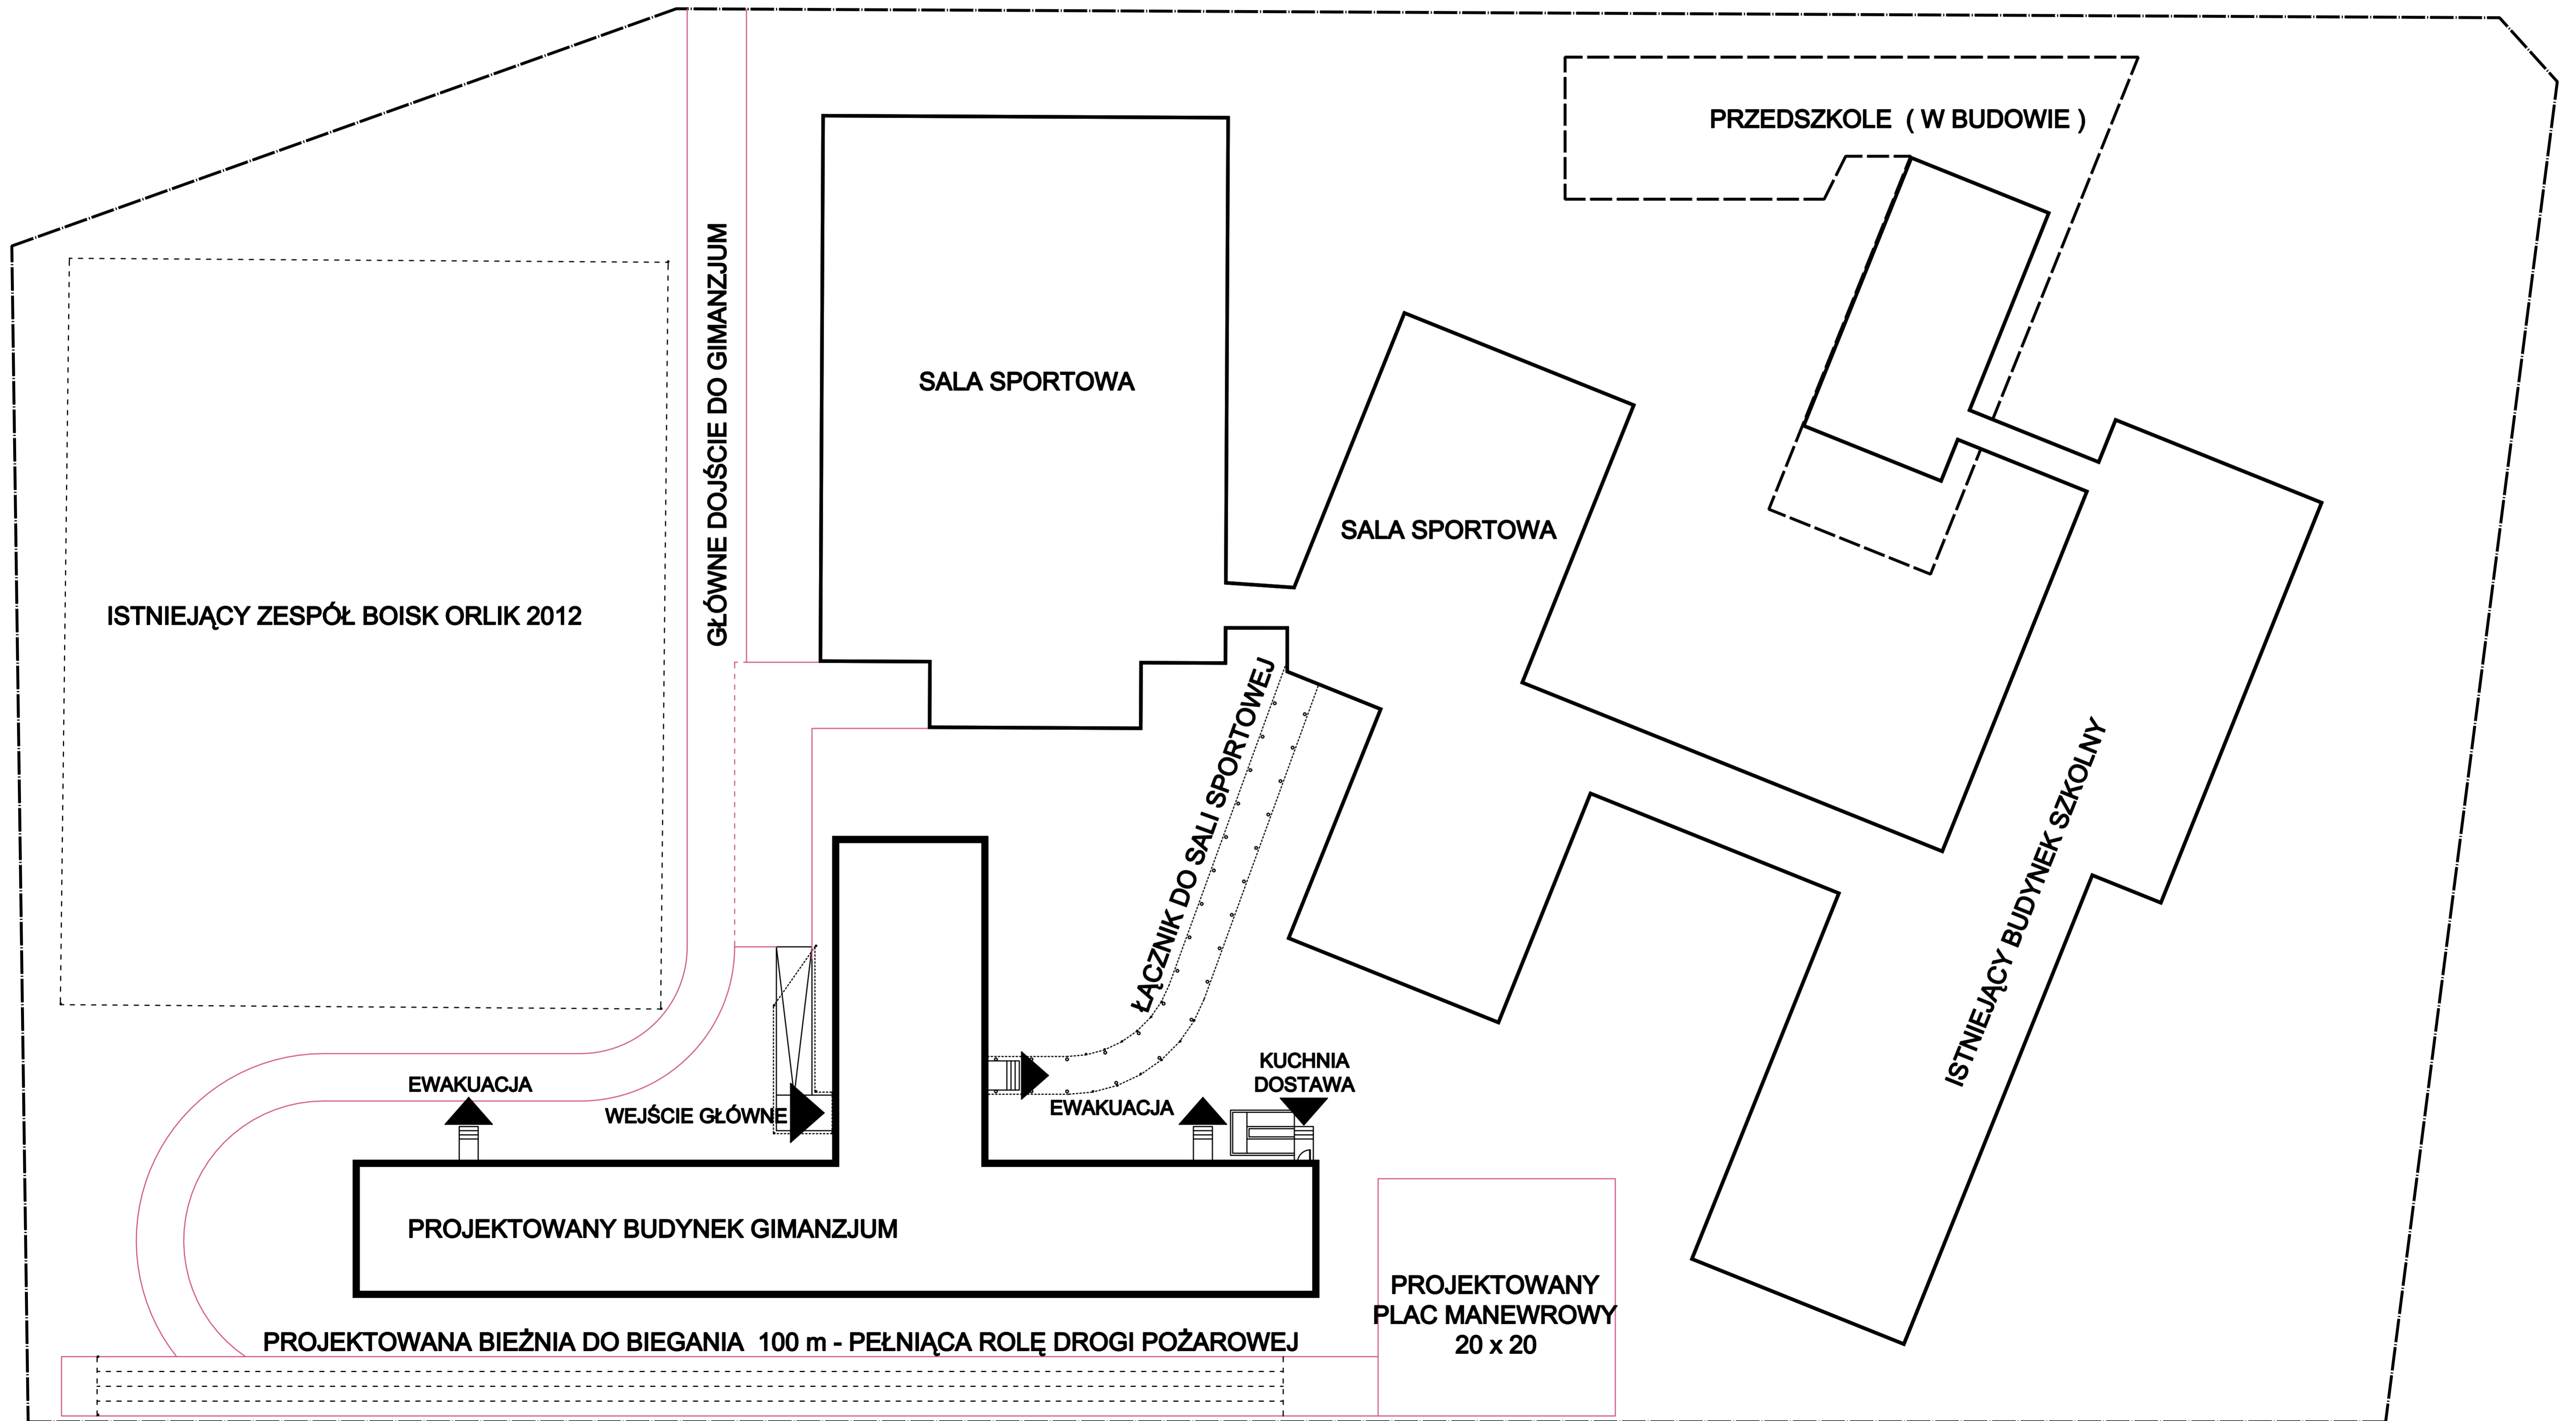 PRZEDSZKOLE ( W BUDOWIE )
GŁÓWNE DOJŚCIE DO GIMANZJUM
SALA SPORTOWA
SALA SPORTOWA
ISTNIEJĄCY ZESPÓŁ BOISK ORLIK 2012
ŁĄCZNIK DO SALI SPORTOWEJ
ISTNIEJĄCY BUDYNEK SZKOLNY
EWAKUACJA
WEJŚCIE GŁÓWNE
EWAKUACJA
KUCHNIA
DOSTAWA
PROJEKTOWANY BUDYNEK GIMANZJUM
PROJEKTOWANY
PLAC MANEWROWY
20 x 20
PROJEKTOWANA BIEŻNIA DO BIEGANIA 100 m - PEŁNIĄCA ROLĘ DROGI POŻAROWEJ